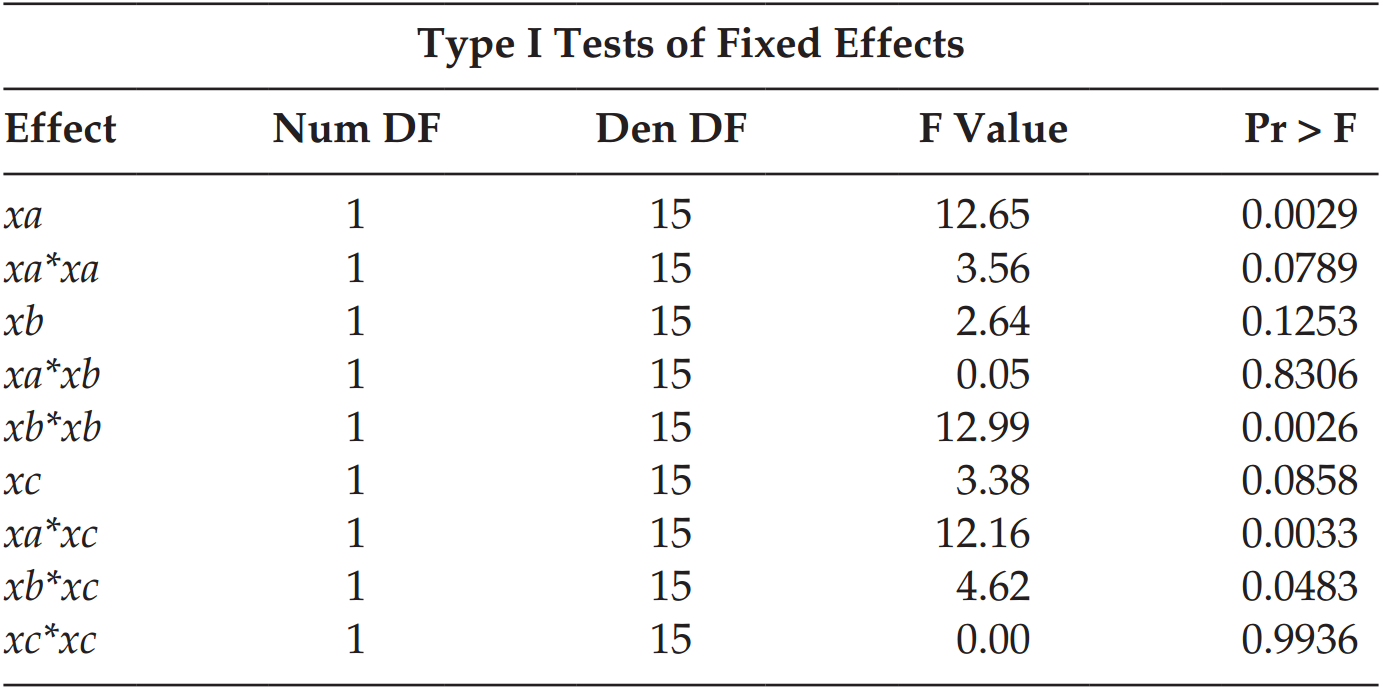 Type I Tests of Fixed Effects
Effect Num DF Den DF F Value Pr > F
xa 1 15 12.65 0.0029
xa*xa 1 15 3.56 0.0789
xb 1 15 2.64 0.1253
xa*xb 1 15 0.05 0.8306
xb*xb 1 15 12.99 0.0026
xc 1 15 3.38 0.0858
xa*xc 1 15 12.16 0.0033
xb*xc 1 15 4.62 0.0483
xc*xc 1 15 0.00 0.9936